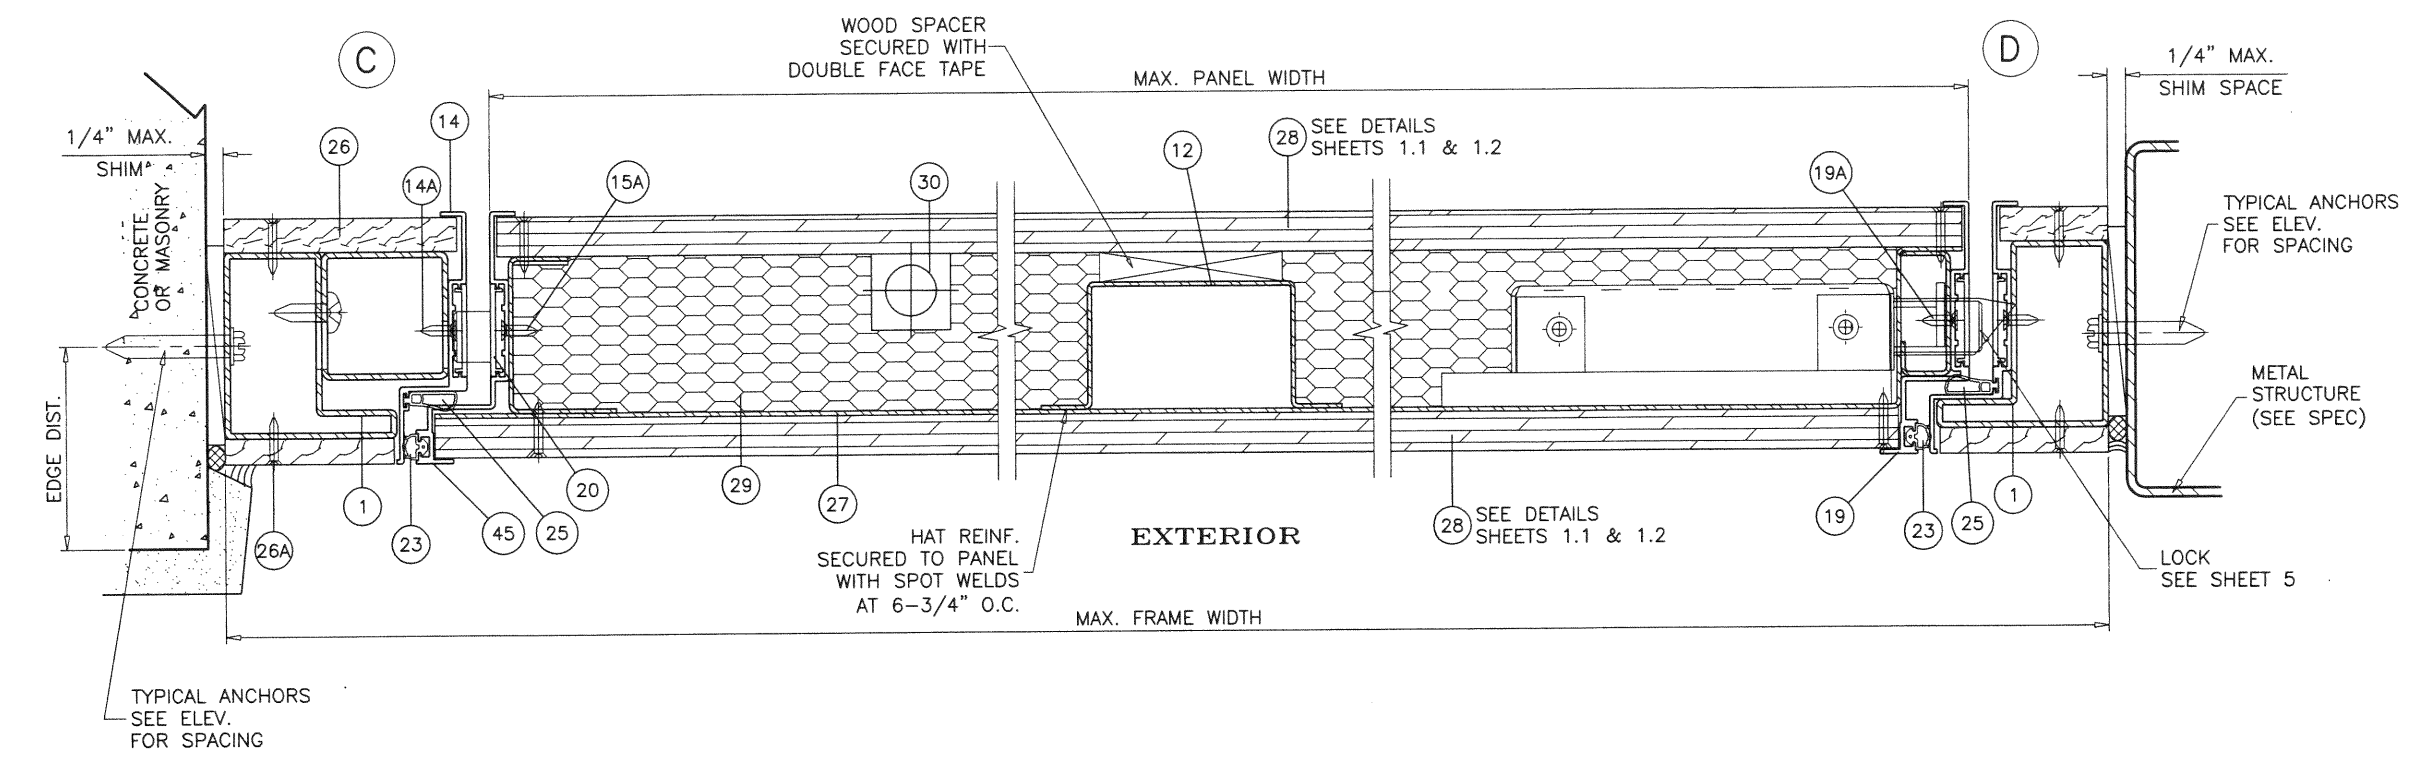 WOOD SPACER
SECURED WITH
DOUBLE FACE TAPE
C
D
MAX. PANEL WIDTH
1/4" MAX.
SHIM SPACE
1/4" MAX.
SHIM
14
26
14A
15A
30
12
28
SEE DETAILS
SHEETS 1.1 & 1.2
19A
CONCRETE
OR MASONRY
TYPICAL ANCHORS
SEE ELEV.
FOR SPACING
METAL
STRUCTURE
(SEE SPEC)
EDGE DIST.
1
26A
23
45
25
20
29
27
HAT REINF.
SECURED TO PANEL
WITH SPOT WELDS
AT 6-3/4" O.C.
EXTERIOR
28
SEE DETAILS
SHEETS 1.1 & 1.2
19
23
25
1
LOCK
SEE SHEET 5
MAX. FRAME WIDTH
TYPICAL ANCHORS
SEE ELEV.
FOR SPACING